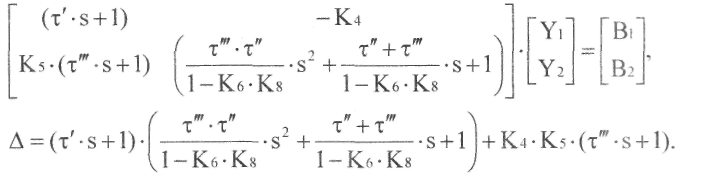 [ (τ′·s+1)   −K₄ ; K₅·(τ‴·s+1)   ( (τ‴·τ″)/(1−K₆·K₈)·s² + (τ″+τ‴)/(1−K₆·K₈)·s+1 ) ] · [ Y₁ ; Y₂ ] = [ B₁ ; B₂ ],
Δ = (τ′·s+1)·( (τ‴·τ″)/(1−K₆·K₈)·s² + (τ″+τ‴)/(1−K₆·K₈)·s+1 ) + K₄·K₅·(τ‴·s+1).